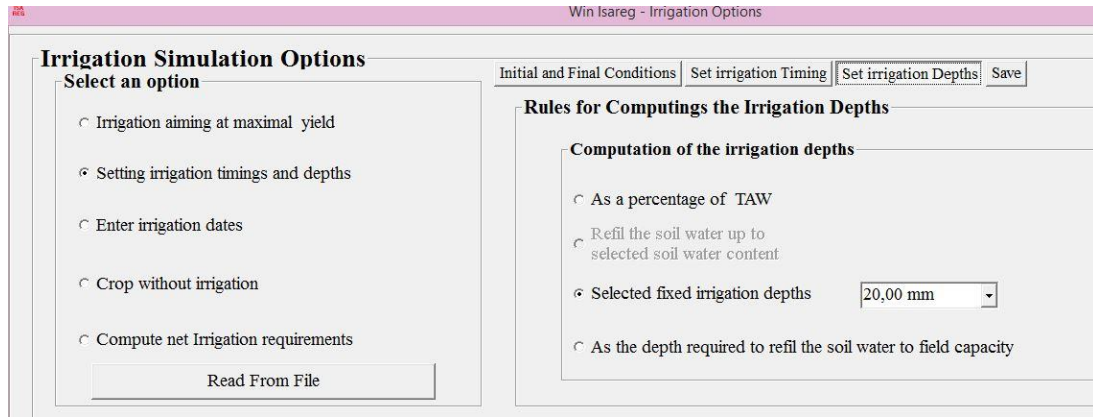 ISA
REG
Win Isareg - Irrigation Options
Irrigation Simulation Options
Select an option
Irrigation aiming at maximal yield
Setting irrigation timings and depths
Enter irrigation dates
Crop without irrigation
Compute net Irrigation requirements
Read From File
Initial and Final Conditions Set irrigation Timing Set irrigation Depths Save
Rules for Computings the Irrigation Depths
Computation of the irrigation depths
As a percentage of TAW
Refil the soil water up to
selected soil water content
Selected fixed irrigation depths 20,00 mm
As the depth required to refil the soil water to field capacity